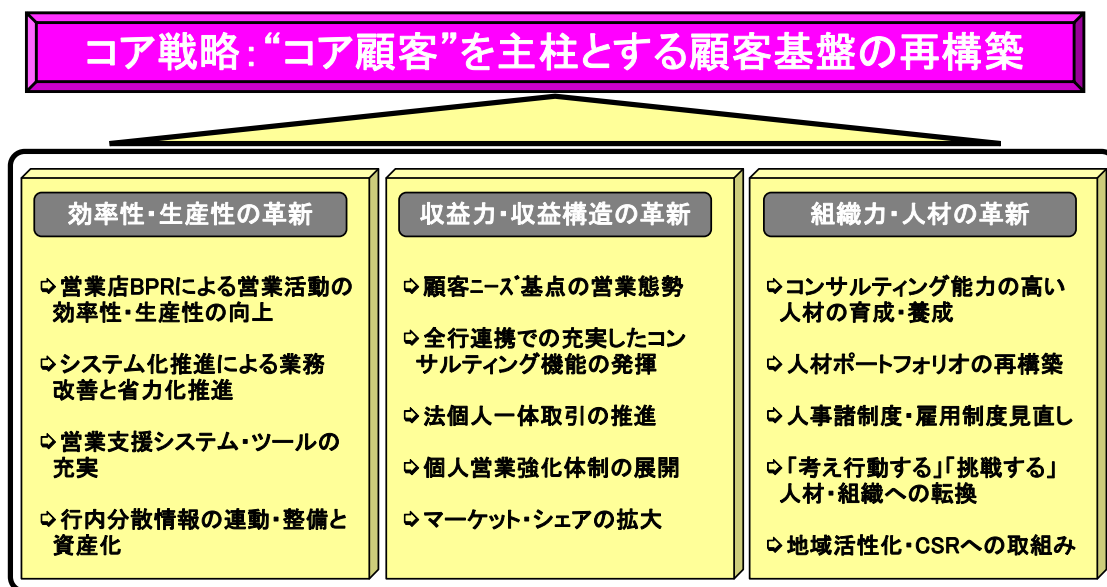 コア戦略：“コア顧客”を主柱とする顧客基盤の再構築
効率性・生産性の革新
➩営業店BPRによる営業活動の
効率性・生産性の向上
➩システム化推進による業務
改善と省力化推進
➩営業支援システム・ツールの
充実
➩行内分散情報の連動・整備と
資産化
収益力・収益構造の革新
➩顧客ﾆｰｽﾞ基点の営業態勢
➩全行連携での充実したコン
サルティング機能の発揮
➩法個人一体取引の推進
➩個人営業強化体制の展開
➩マーケット・シェアの拡大
組織力・人材の革新
➩コンサルティング能力の高い
人材の育成・養成
➩人材ポートフォリオの再構築
➩人事諸制度・雇用制度見直し
➩「考え行動する」「挑戦する」
人材・組織への転換
➩地域活性化・CSRへの取組み